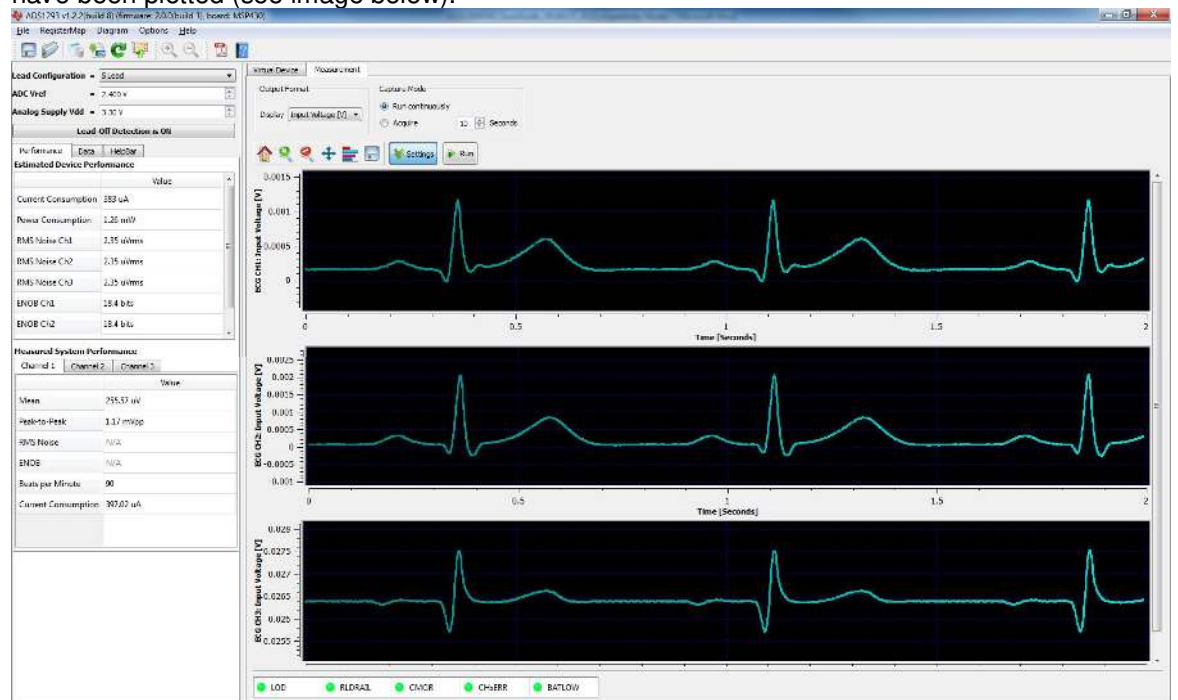 have been plotted (see image below).
ADS1293 v1.2.2(build 8) (firmware: 2.0.0(build 1), board: MSP430)
File RegisterMap Diagram Options Help
Lead Configuration = 5 Lead
ADC Vref = 2.400 V
Analog Supply Vdd = 3.30 V
Lead Off Detection is ON
Performance Data HelpBar
Estimated Device Performance
Value
Current Consumption 383 uA
Power Consumption 1.26 mW
RMS Noise Ch1 2.35 uVrms
RMS Noise Ch2 2.35 uVrms
RMS Noise Ch3 2.35 uVrms
ENOB Ch1 18.4 bits
ENOB Ch2 18.4 bits
Measured System Performance
Channel 1 Channel 2 Channel 3
Value
Mean 255.57 uV
Peak-to-Peak 1.17 mVpp
RMS Noise N/A
ENOB N/A
Beats per Minute 90
Current Consumption 397.02 uA
Virtual Device Measurement
Output Format Capture Mode
Display Input Voltage [V]
Run continuously
Acquire 10 Seconds
Settings Run
ECG CH1: Input Voltage [V]
0.0015
0.001
0.0005
0
0 0.5 1 1.5 2
Time [Seconds]
ECG CH2: Input Voltage [V]
0.0025
0.002
0.0015
0.001
0.0005
0
-0.0005
-0.001
0 0.5 1 1.5 2
Time [Seconds]
ECG CH3: Input Voltage [V]
0.028
0.0275
0.027
0.0265
0.026
0.0255
LOD RLDRAIL CMOR CHxERR BATLOW